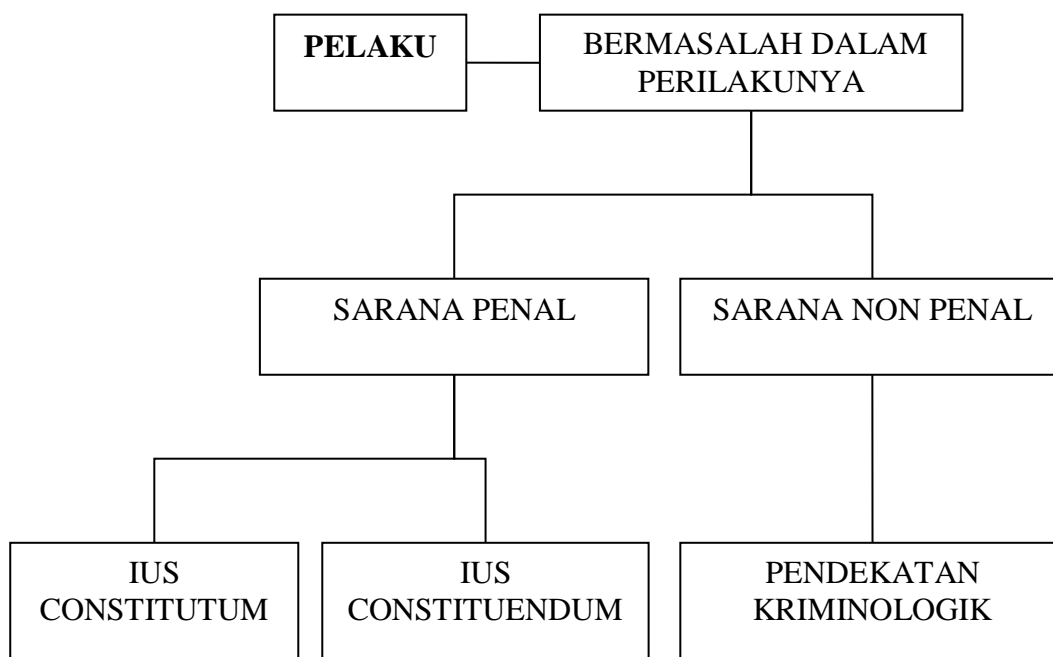 PELAKU
BERMASALAH DALAM
PERILAKUNYA
SARANA PENAL
SARANA NON PENAL
IUS
CONSTITUTUM
IUS
CONSTITUENDUM
PENDEKATAN
KRIMINOLOGIK